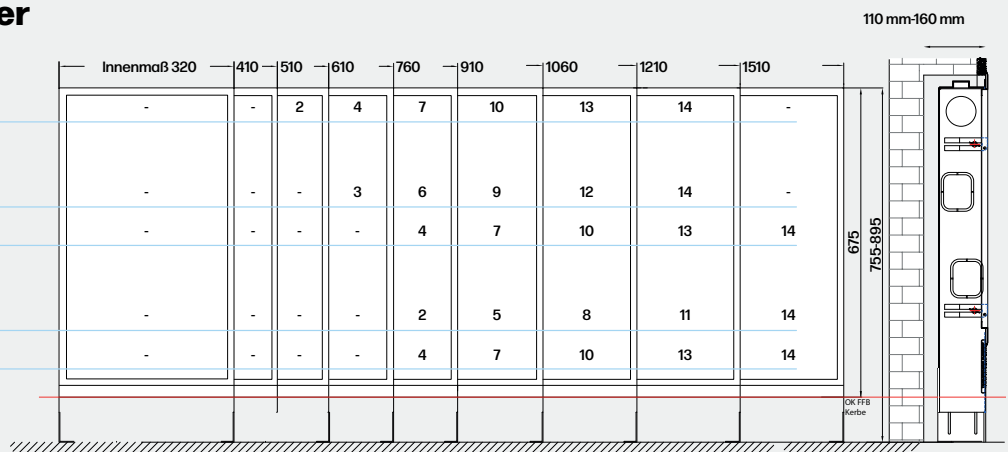 er
110 mm-160 mm
Innenmaß 320 410 510 610 760 910 1060 1210 1510
- - 2 4 7 10 13 14 -
- - - 3 6 9 12 14 -
- - - - 4 7 10 13 14
675
755-895
- - - - 2 5 8 11 14
- - - - 4 7 10 13 14
OK FFB
Kerbe